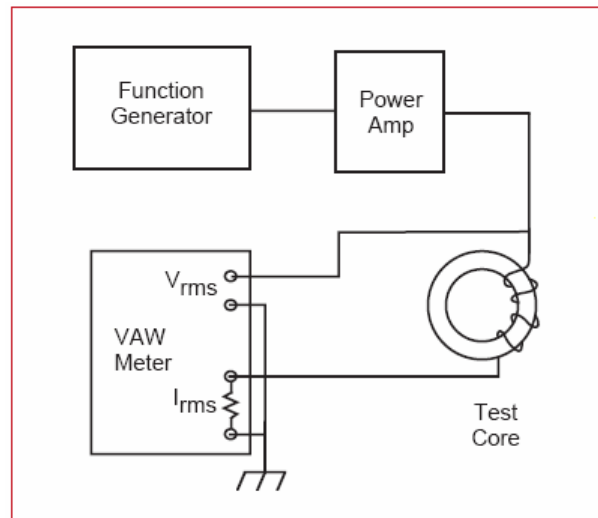 Function
Generator
Power
Amp
Vrms
VAW
Meter
Irms
Test
Core